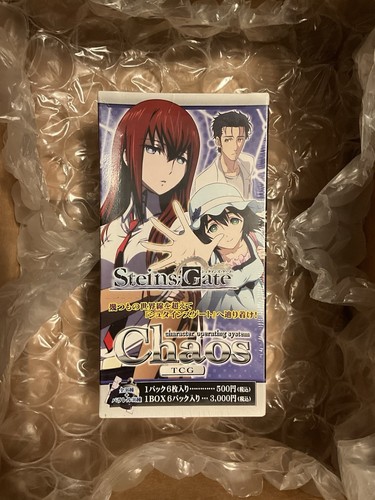 Steins;Gate
幾つもの世界線を超えて
『シュタインズゲート』へ辿り着け!
character operating system
Chaos
TCG
1パック6枚入り…………500円(税込)
1BOX 6パック入り…3,000円(税込)